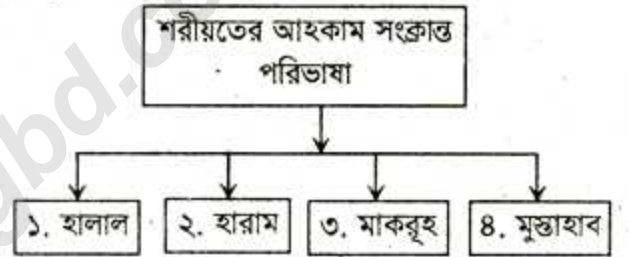 শরীয়তের আহকাম সংক্রান্ত
পরিভাষা
১. হালাল
২. হারাম
৩. মাকরূহ
৪. মুস্তাহাব